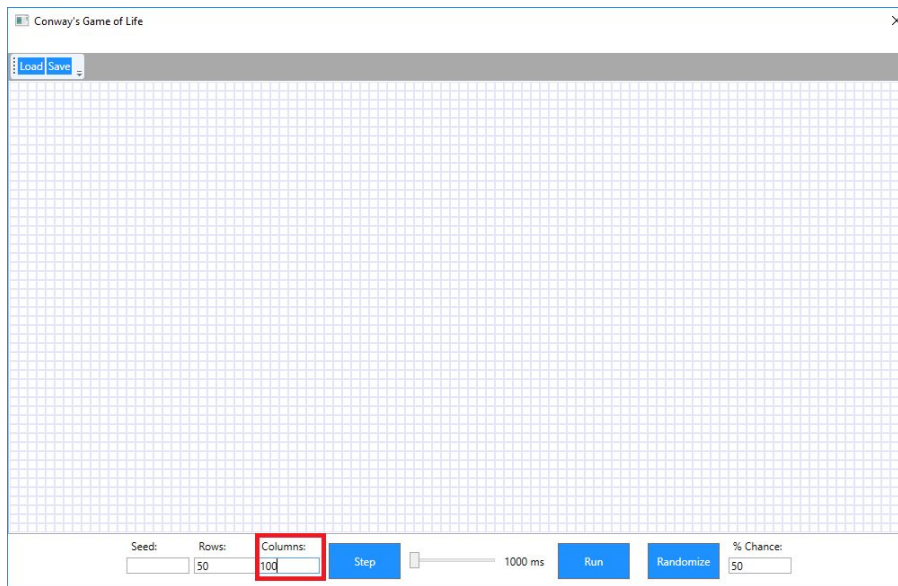 Conway's Game of Life
Load Save
Seed: Rows: Columns: % Chance:
50 100 Step 1000 ms Run Randomize 50